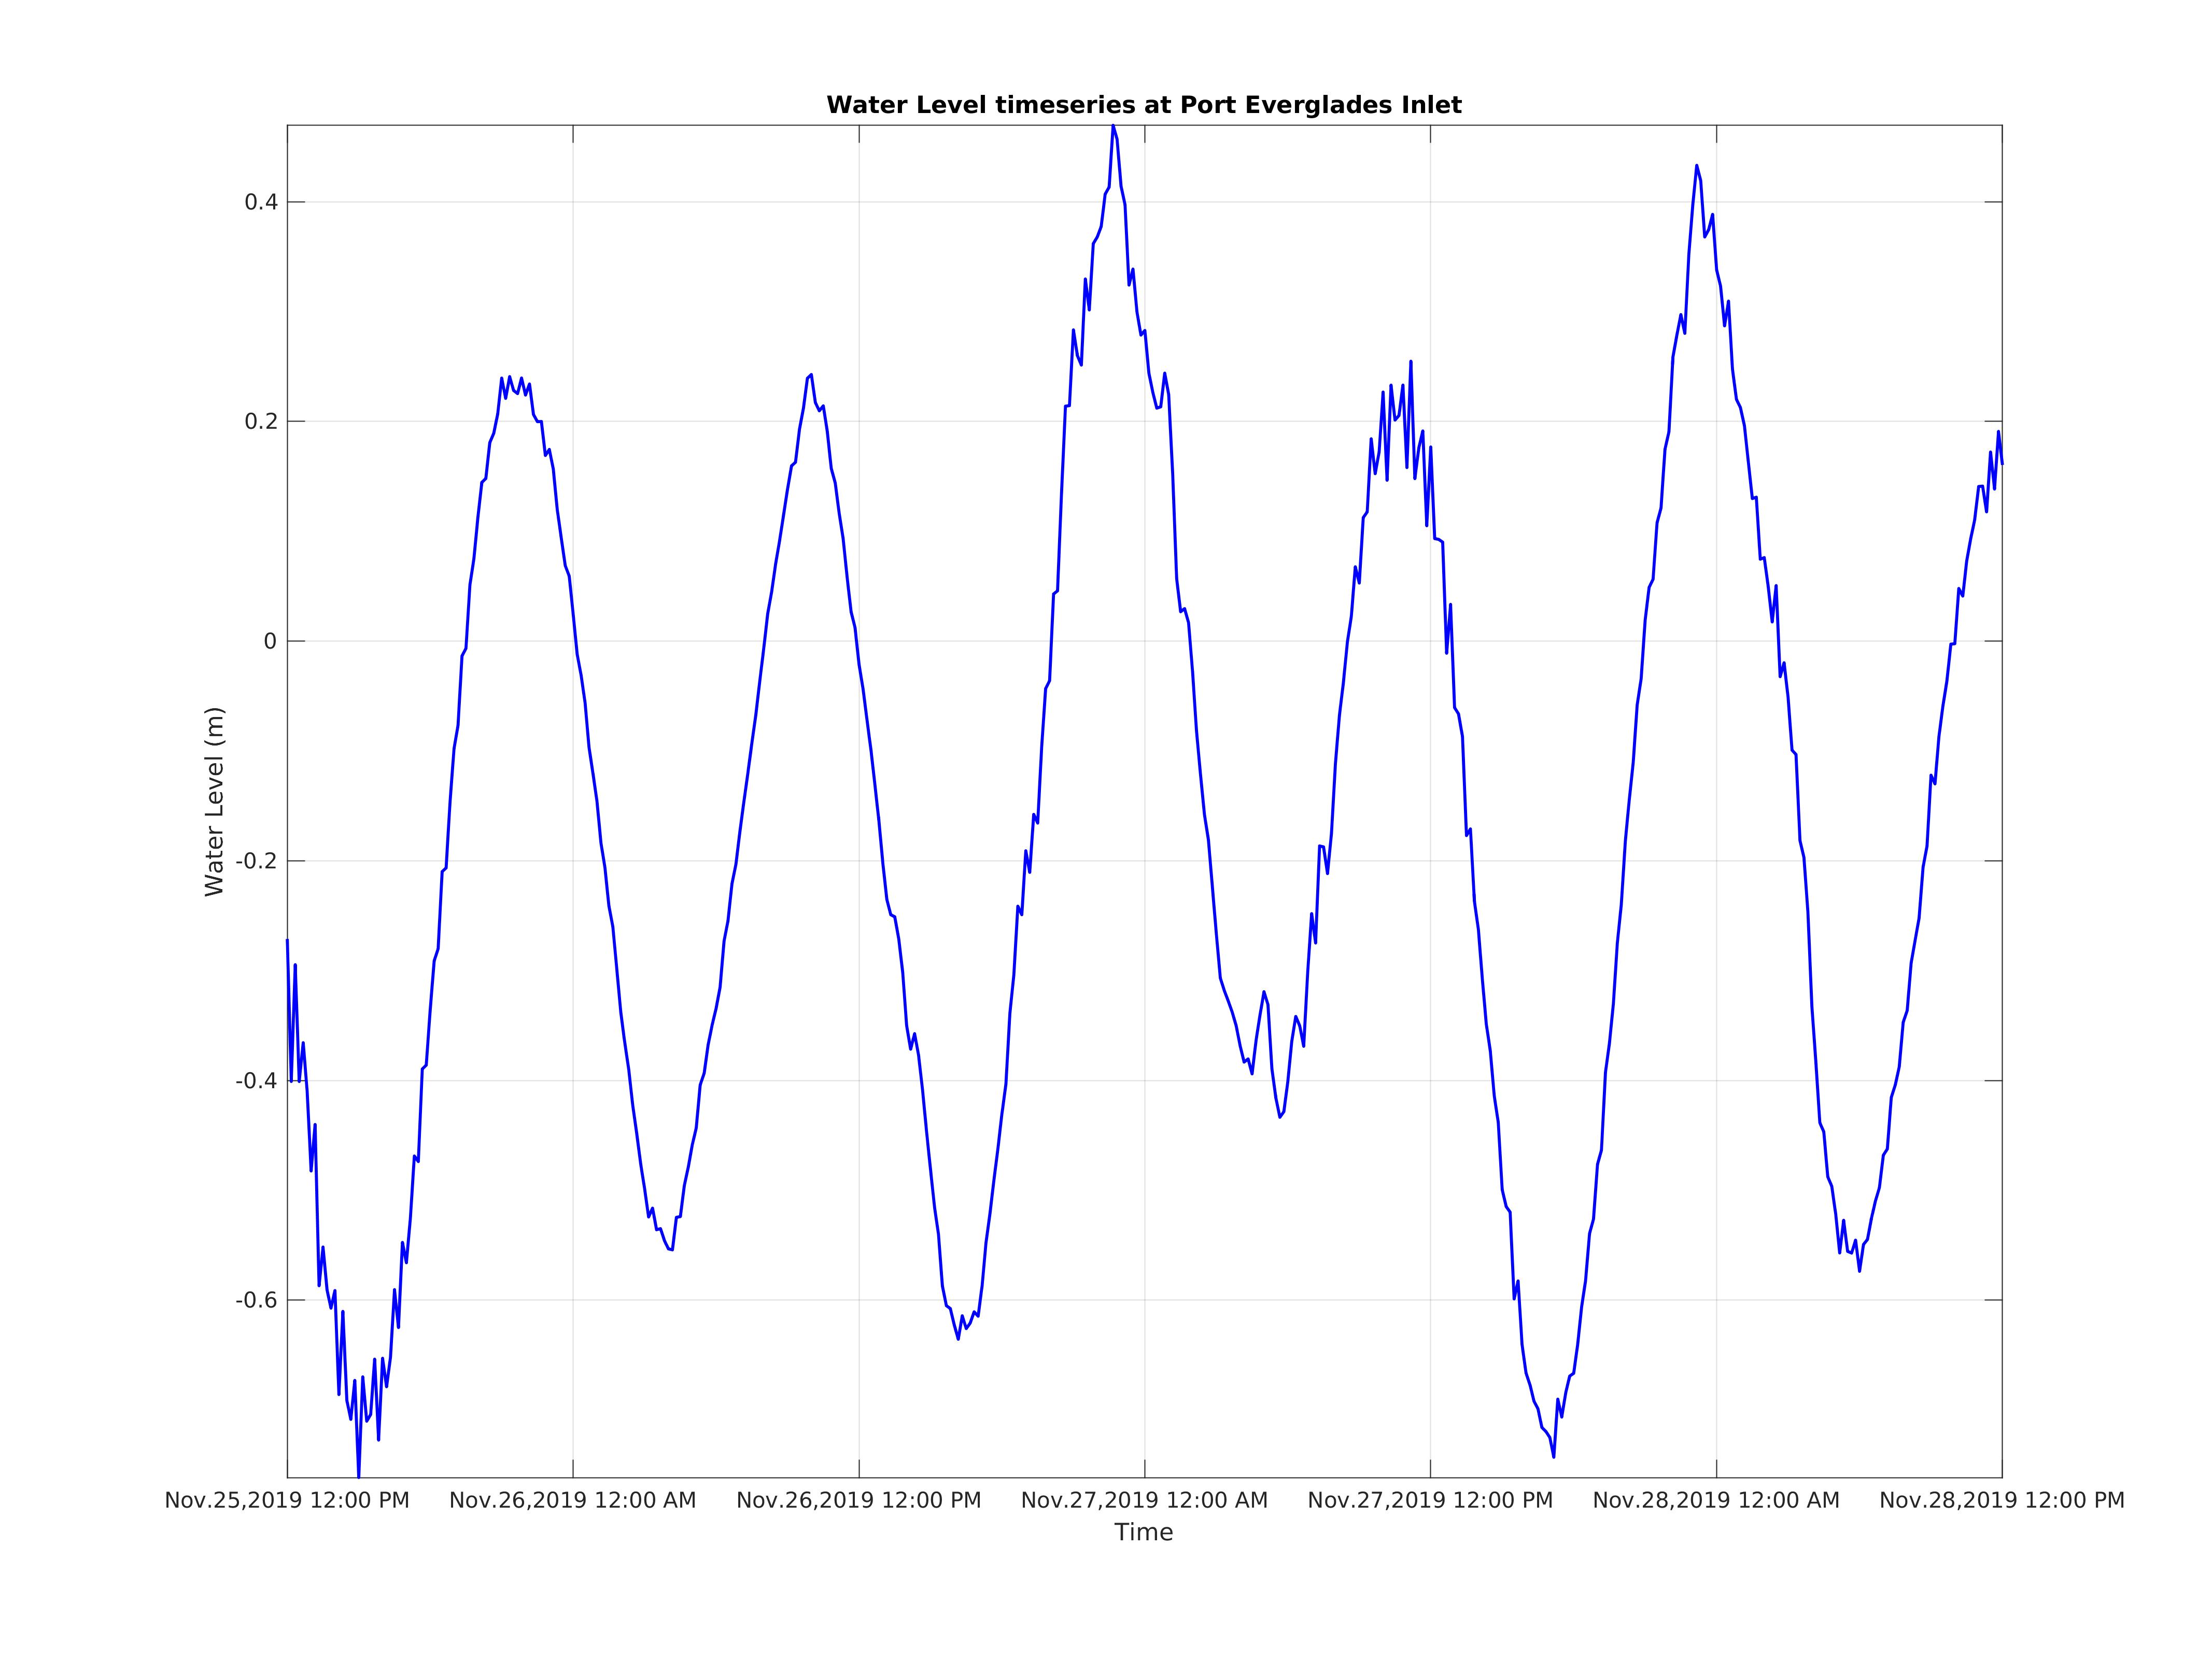 Water Level timeseries at Port Everglades Inlet
0.4
0.2
0
-0.2
-0.4
-0.6
Water Level (m)
Nov.25,2019 12:00 PM Nov.26,2019 12:00 AM Nov.26,2019 12:00 PM Nov.27,2019 12:00 AM Nov.27,2019 12:00 PM Nov.28,2019 12:00 AM Nov.28,2019 12:00 PM
Time